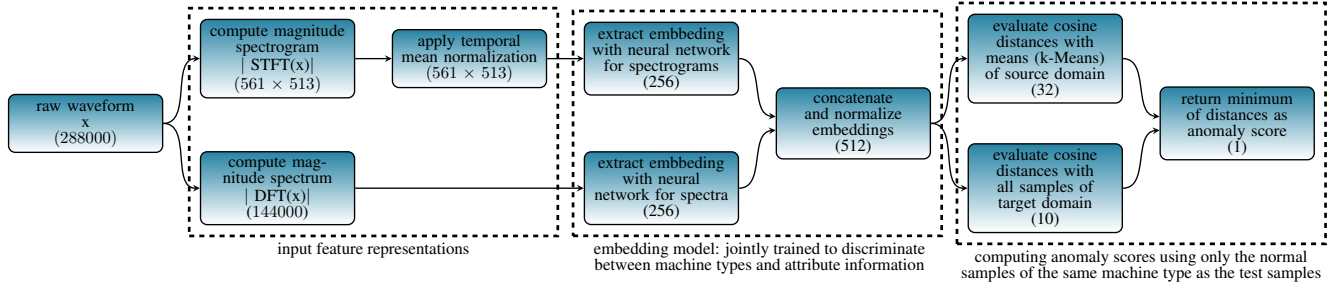 raw waveform
x
(288000)
compute magnitude
spectrogram
| STFT(x)|
(561 × 513)
apply temporal
mean normalization
(561 × 513)
compute mag-
nitude spectrum
| DFT(x)|
(144000)
input feature representations
extract embbeding
with neural network
for spectrograms
(256)
extract embbeding
with neural
network for spectra
(256)
concatenate
and normalize
embeddings
(512)
embedding model: jointly trained to discriminate
between machine types and attribute information
evaluate cosine
distances with
means (k-Means)
of source domain
(32)
evaluate cosine
distances with
all samples of
target domain
(10)
return minimum
of distances as
anomaly score
(1)
computing anomaly scores using only the normal
samples of the same machine type as the test samples